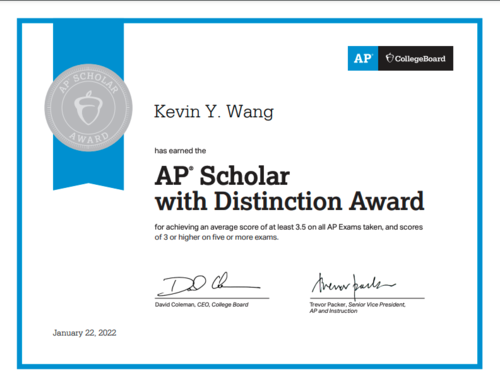 AP® CollegeBoard
AP SCHOLAR
AWARD
Kevin Y. Wang
has earned the
AP® Scholar
with Distinction Award
for achieving an average score of at least 3.5 on all AP Exams taken, and scores
of 3 or higher on five or more exams.
David Coleman, CEO, College Board
Trevor Packer, Senior Vice President,
AP and Instruction
January 22, 2022